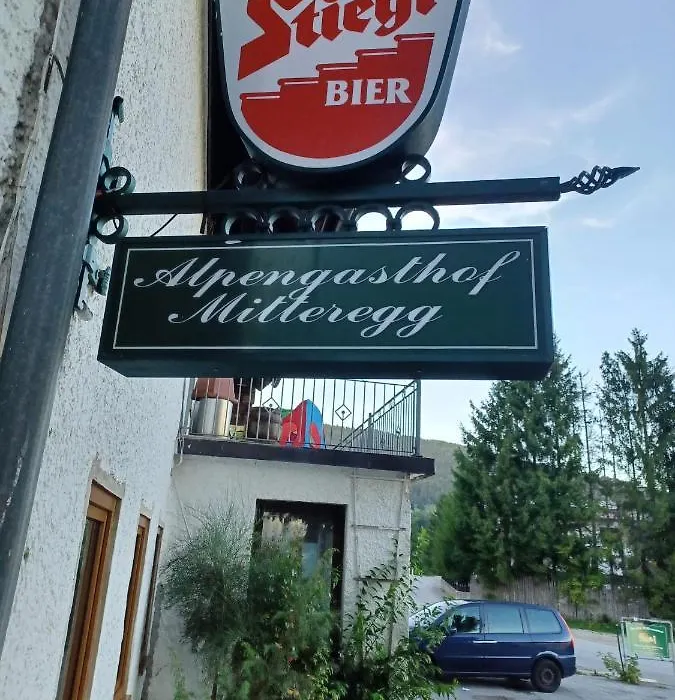 Stiegl
BIER
Alpengasthof
Mitteregg